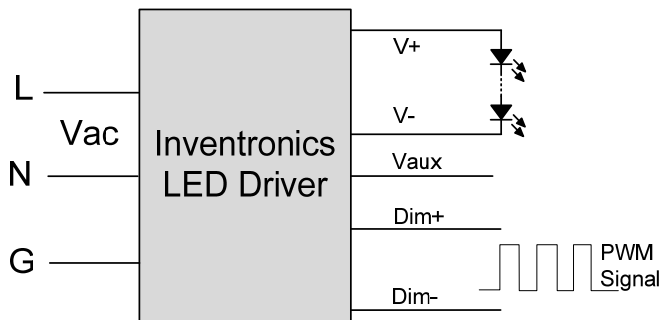 L
Vac
N
G
Inventronics
LED Driver
V+
V-
Vaux
Dim+
Dim-
PWM
Signal